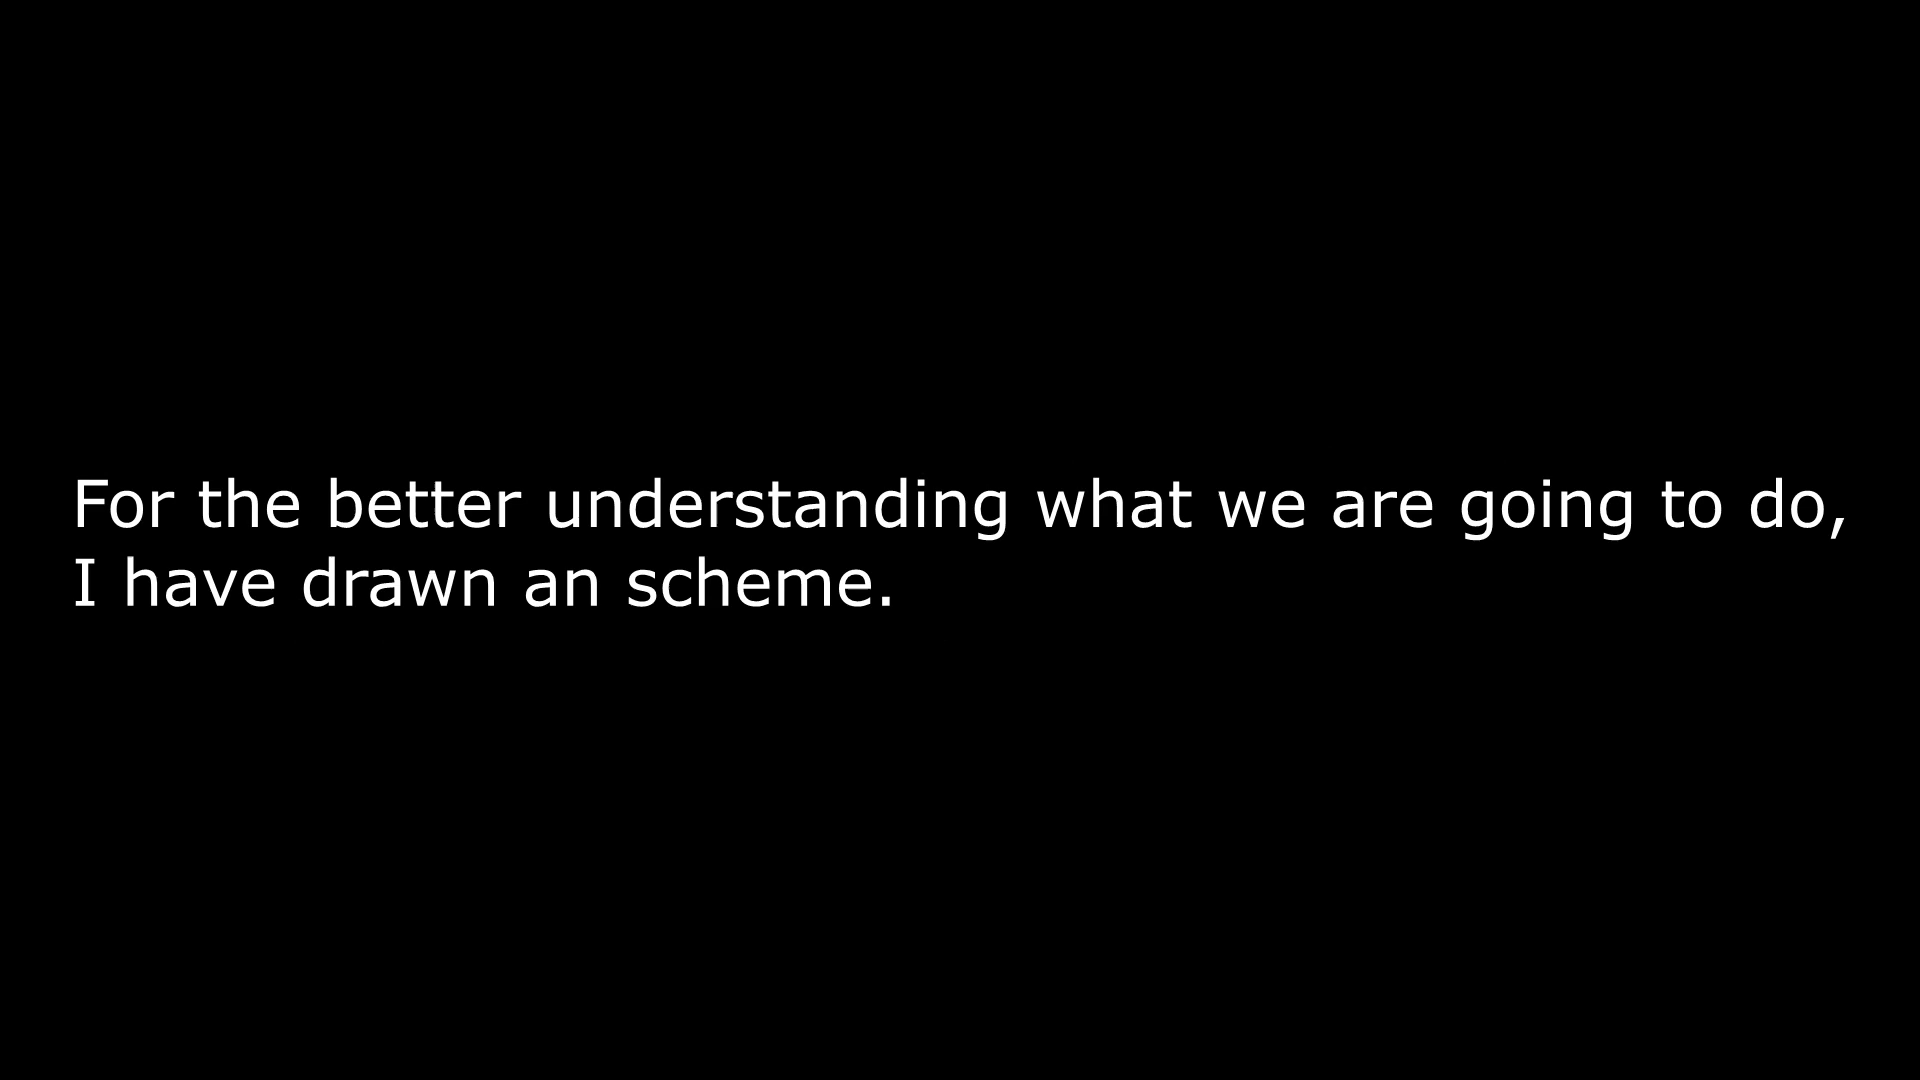 For the better understanding what we are going to do,
I have drawn an scheme.